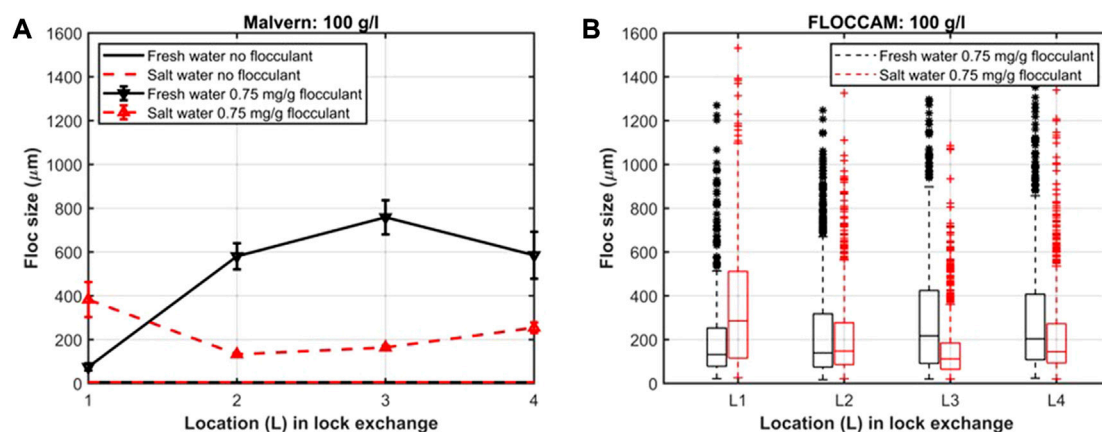 A
Malvern: 100 g/l
Fresh water no flocculant
Salt water no flocculant
Fresh water 0.75 mg/g flocculant
Salt water 0.75 mg/g flocculant
Floc size (μm)
1600
1400
1200
1000
800
600
400
200
0
1
2
3
4
Location (L) in lock exchange
B
FLOCCAM: 100 g/l
Fresh water 0.75 mg/g flocculant
Salt water 0.75 mg/g flocculant
Floc size (μm)
1600
1400
1200
1000
800
600
400
200
0
L1
L2
L3
L4
Location (L) in lock exchange